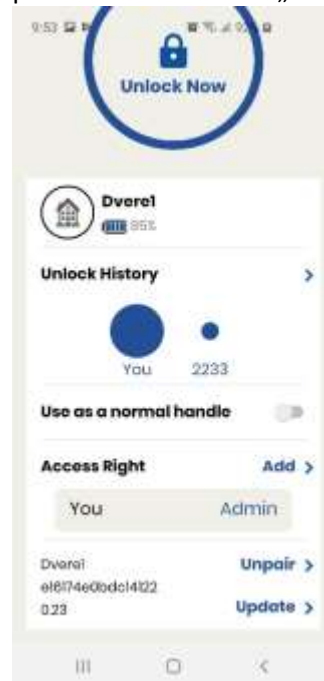 9:53
Unlock Now
Dvere1
85%
Unlock History
You 2233
Use as a normal handle
Access Right Add
You Admin
Dvere1 Unpair
0.23 Update